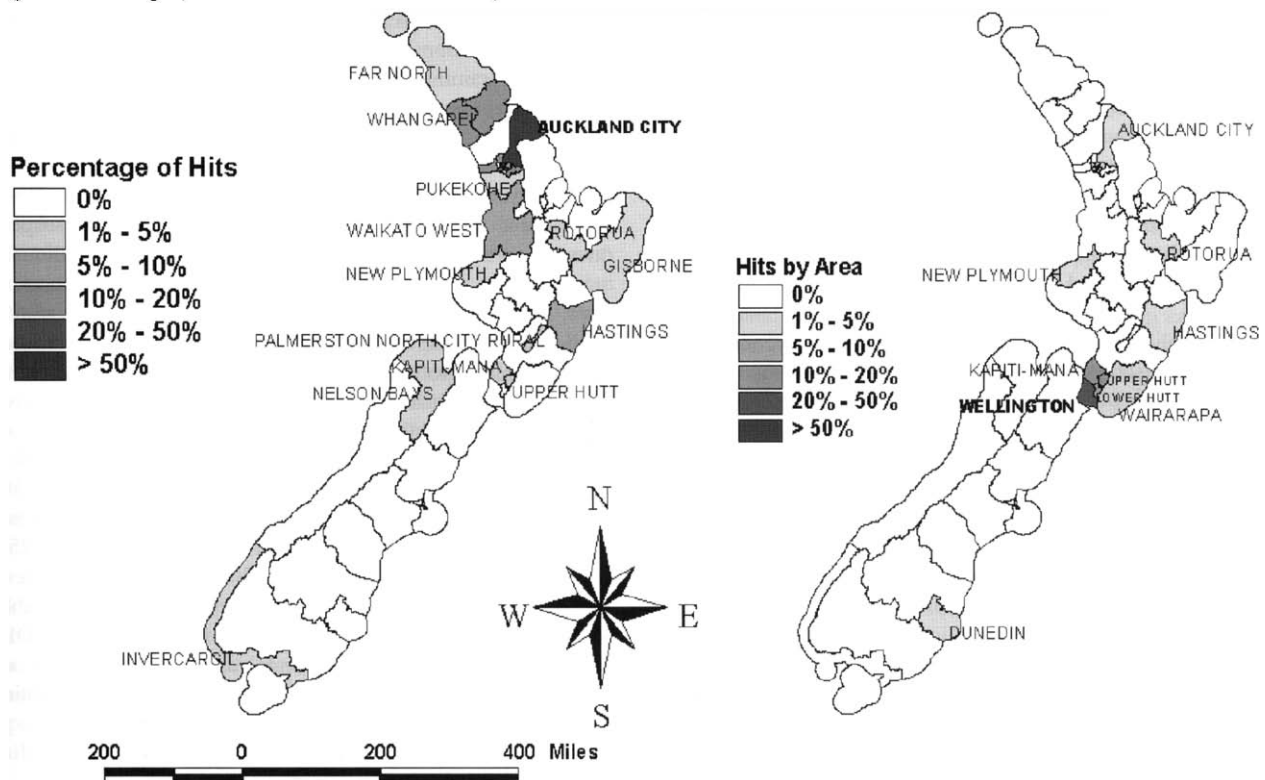 FAR NORTH
WHANGAREI
AUCKLAND CITY
Percentage of Hits
0%
1% - 5%
5% - 10%
10% - 20%
20% - 50%
> 50%
PUKEKOHE
WAIKATO WEST
ROTORUA
NEW PLYMOUTH
GISBORNE
HASTINGS
PALMERSTON NORTH CITY RURAL
KAPITI-MANA
NELSON BAYS
UPPER HUTT
INVERCARGIL
N
W
E
S
200 0 200 400 Miles
AUCKLAND CITY
ROTORUA
NEW PLYMOUTH
Hits by Area
0%
1% - 5%
5% - 10%
10% - 20%
20% - 50%
> 50%
HASTINGS
KAPITI-MANA
UPPER HUTT
LOWER HUTT
WELLINGTON
WAIRARAPA
DUNEDIN